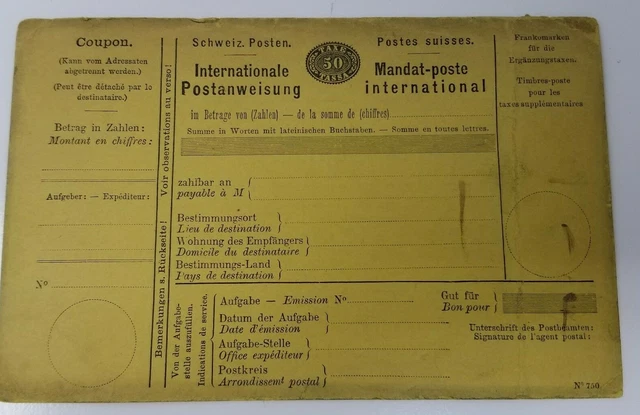 Coupon.
(Kann vom Adressaten
abgetrennt werden.)
(Peut être détaché par le
destinataire.)
Betrag in Zahlen:
Montant en chiffres:
Aufgeber: — Expéditeur:
Nº
Bemerkungen s. Rückseite! Voir observations au verso!
Schweiz. Posten.
TAXE
50
TAXE
Postes suisses.
Internationale
Postanweisung
Mandat-poste
international
im Betrage von (Zahlen) — de la somme de (chiffres)
Summe in Worten mit lateinischen Buchstaben. — Somme en toutes lettres.
zahlbar an
payable à M
Bestimmungsort
Lieu de destination
Wohnung des Empfängers
Domicile du destinataire
Bestimmungs-Land
Pays de destination
Frankomarken
für die
Ergänzungstaxen.
Timbres-poste
pour les
taxes supplémentaires
Von der Aufgabe-
stelle auszufüllen.
Indications de service.
Aufgabe — Emission Nº
Datum der Aufgabe
Date d'émission
Aufgabe-Stelle
Office expéditeur
Postkreis
Arrondissemt postal
Gut für
Bon pour
Unterschrift des Postbeamten:
Signature de l'agent postal:
Nº 750.